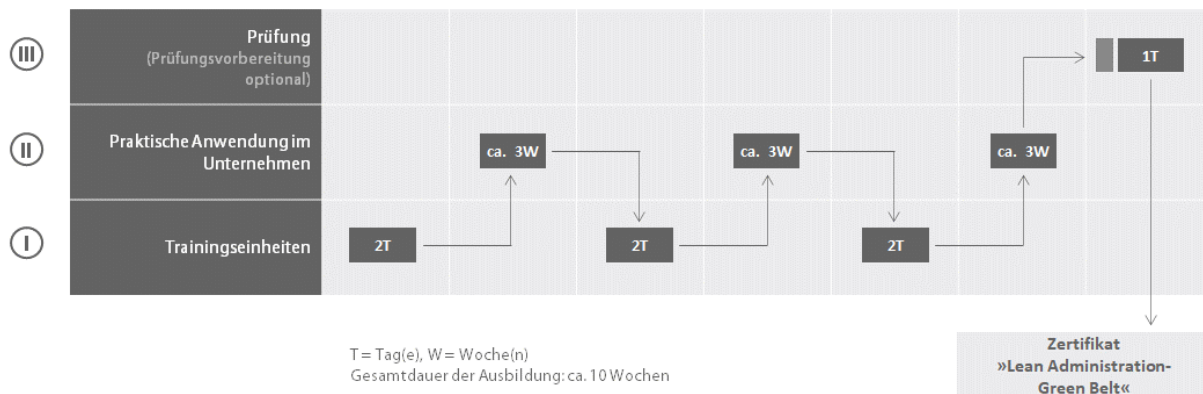 III
Prüfung
(Prüfungsvorbereitung
optional)
1T
II
Praktische Anwendung im
Unternehmen
ca. 3W
ca. 3W
ca. 3W
I
Trainingseinheiten
2T
2T
2T
T = Tag(e), W = Woche(n)
Gesamtdauer der Ausbildung: ca. 10 Wochen
Zertifikat
»Lean Administration-
Green Belt«